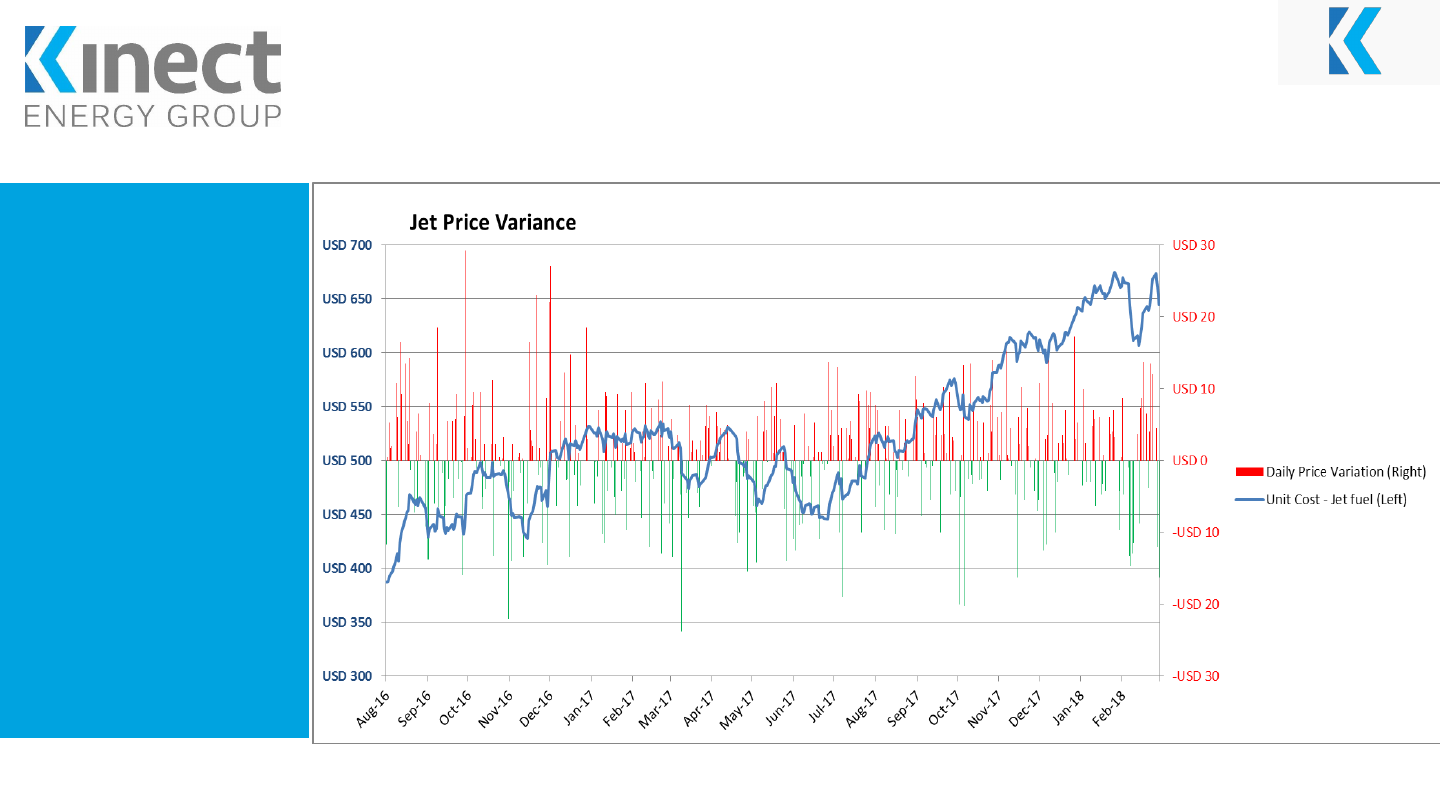 Kinect
ENERGY GROUP
Jet Price Variance
USD 700
USD 650
USD 600
USD 550
USD 500
USD 450
USD 400
USD 350
USD 300
USD 30
USD 20
USD 10
USD 0
-USD 10
-USD 20
-USD 30
Aug-16
Sep-16
Oct-16
Nov-16
Dec-16
Jan-17
Feb-17
Mar-17
Apr-17
May-17
Jun-17
Jul-17
Aug-17
Sep-17
Oct-17
Nov-17
Dec-17
Jan-18
Feb-18
Daily Price Variation (Right)
Unit Cost - Jet fuel (Left)